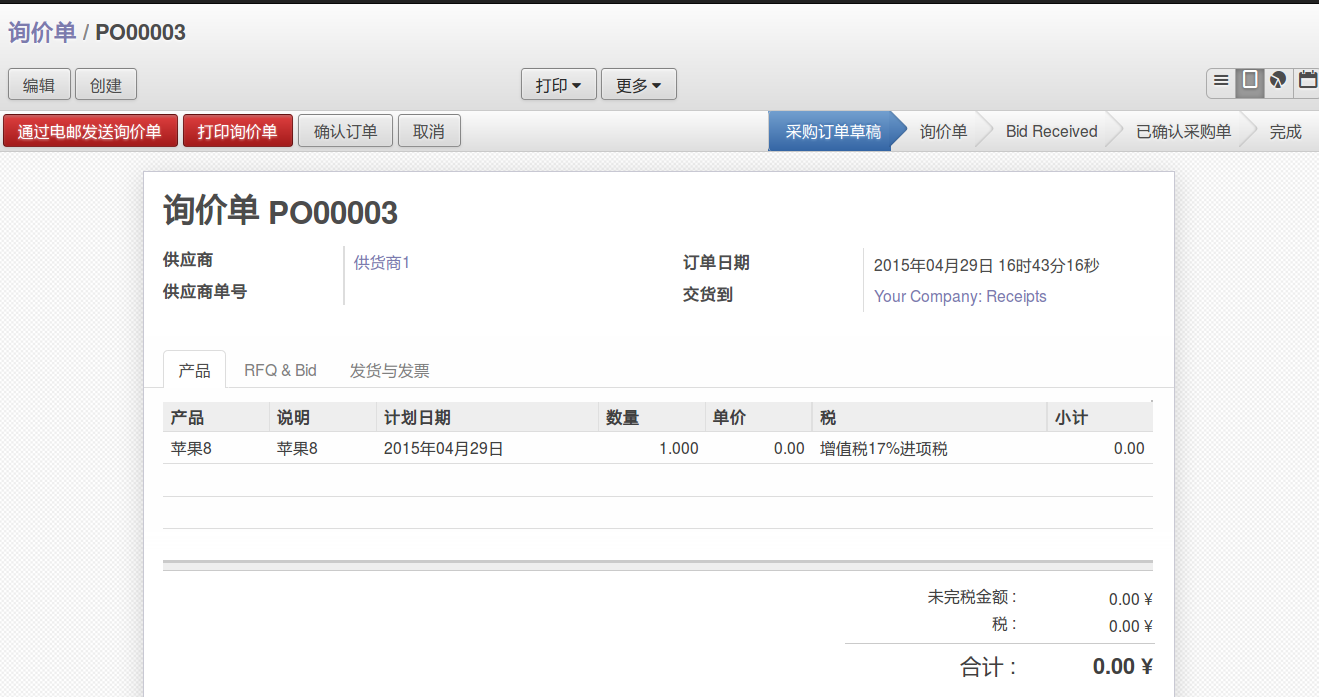 询价单 / PO00003
编辑 创建 打印 更多
通过电邮发送询价单 打印询价单 确认订单 取消 采购订单草稿 询价单 Bid Received 已确认采购单 完成
询价单 PO00003
供应商 供货商1 订单日期 2015年04月29日 16时43分16秒
供应商单号 交货到 Your Company: Receipts
产品 RFQ & Bid 发货与发票
产品 说明 计划日期 数量 单价 税 小计
苹果8 苹果8 2015年04月29日 1.000 0.00 增值税17%进项税 0.00
未完税金额 : 0.00 ¥
税 : 0.00 ¥
合计 : 0.00 ¥